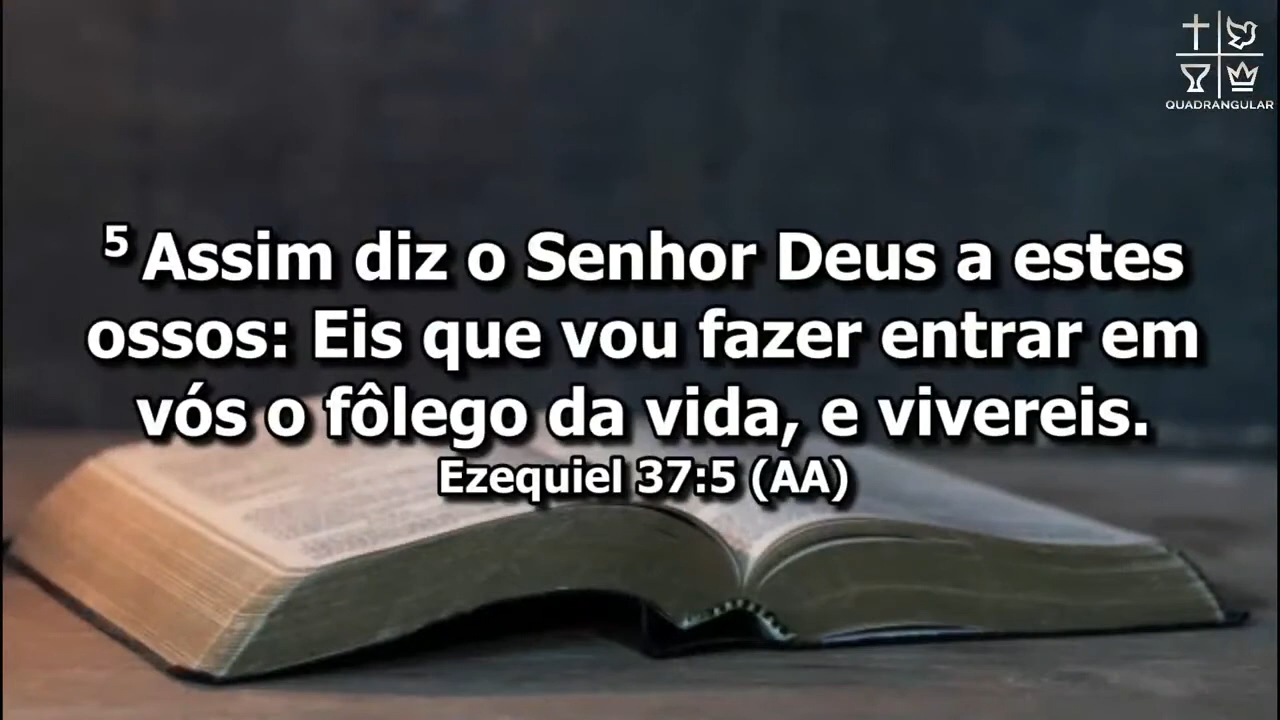 QUADRANGULAR
5 Assim diz o Senhor Deus a estes
ossos: Eis que vou fazer entrar em
vós o fôlego da vida, e vivereis.
Ezequiel 37:5 (AA)